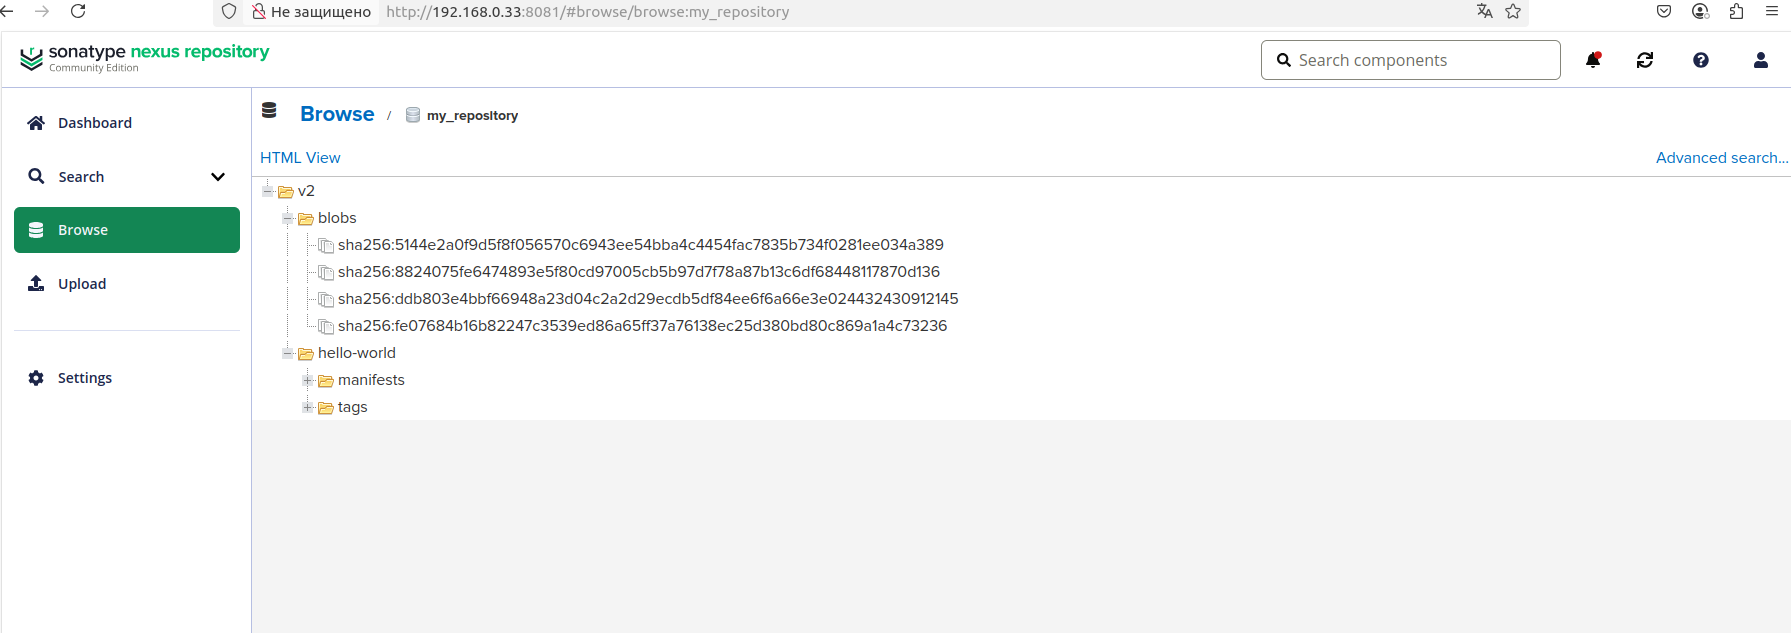 Не защищено
http://192.168.0.33:8081/#browse/browse:my_repository
sonatype nexus repository
Community Edition
Search components
Dashboard
Search
Browse
Upload
Settings
Browse / my_repository
HTML View
Advanced search...
v2
blobs
sha256:5144e2a0f9d5f8f056570c6943ee54bba4c4454fac7835b734f0281ee034a389
sha256:8824075fe6474893e5f80cd97005cb5b97d7f78a87b13c6df68448117870d136
sha256:ddb803e4bbf66948a23d04c2a2d29ecdb5df84ee6f6a66e3e024432430912145
sha256:fe07684b16b82247c3539ed86a65ff37a76138ec25d380bd80c869a1a4c73236
hello-world
manifests
tags